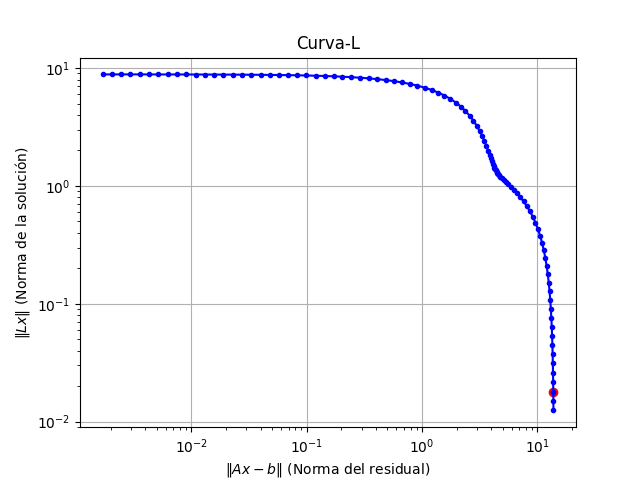 Curva-L
‖Lx‖ (Norma de la solución)
10¹
10⁰
10⁻¹
10⁻²
10⁻² 10⁻¹ 10⁰ 10¹
‖Ax − b‖ (Norma del residual)